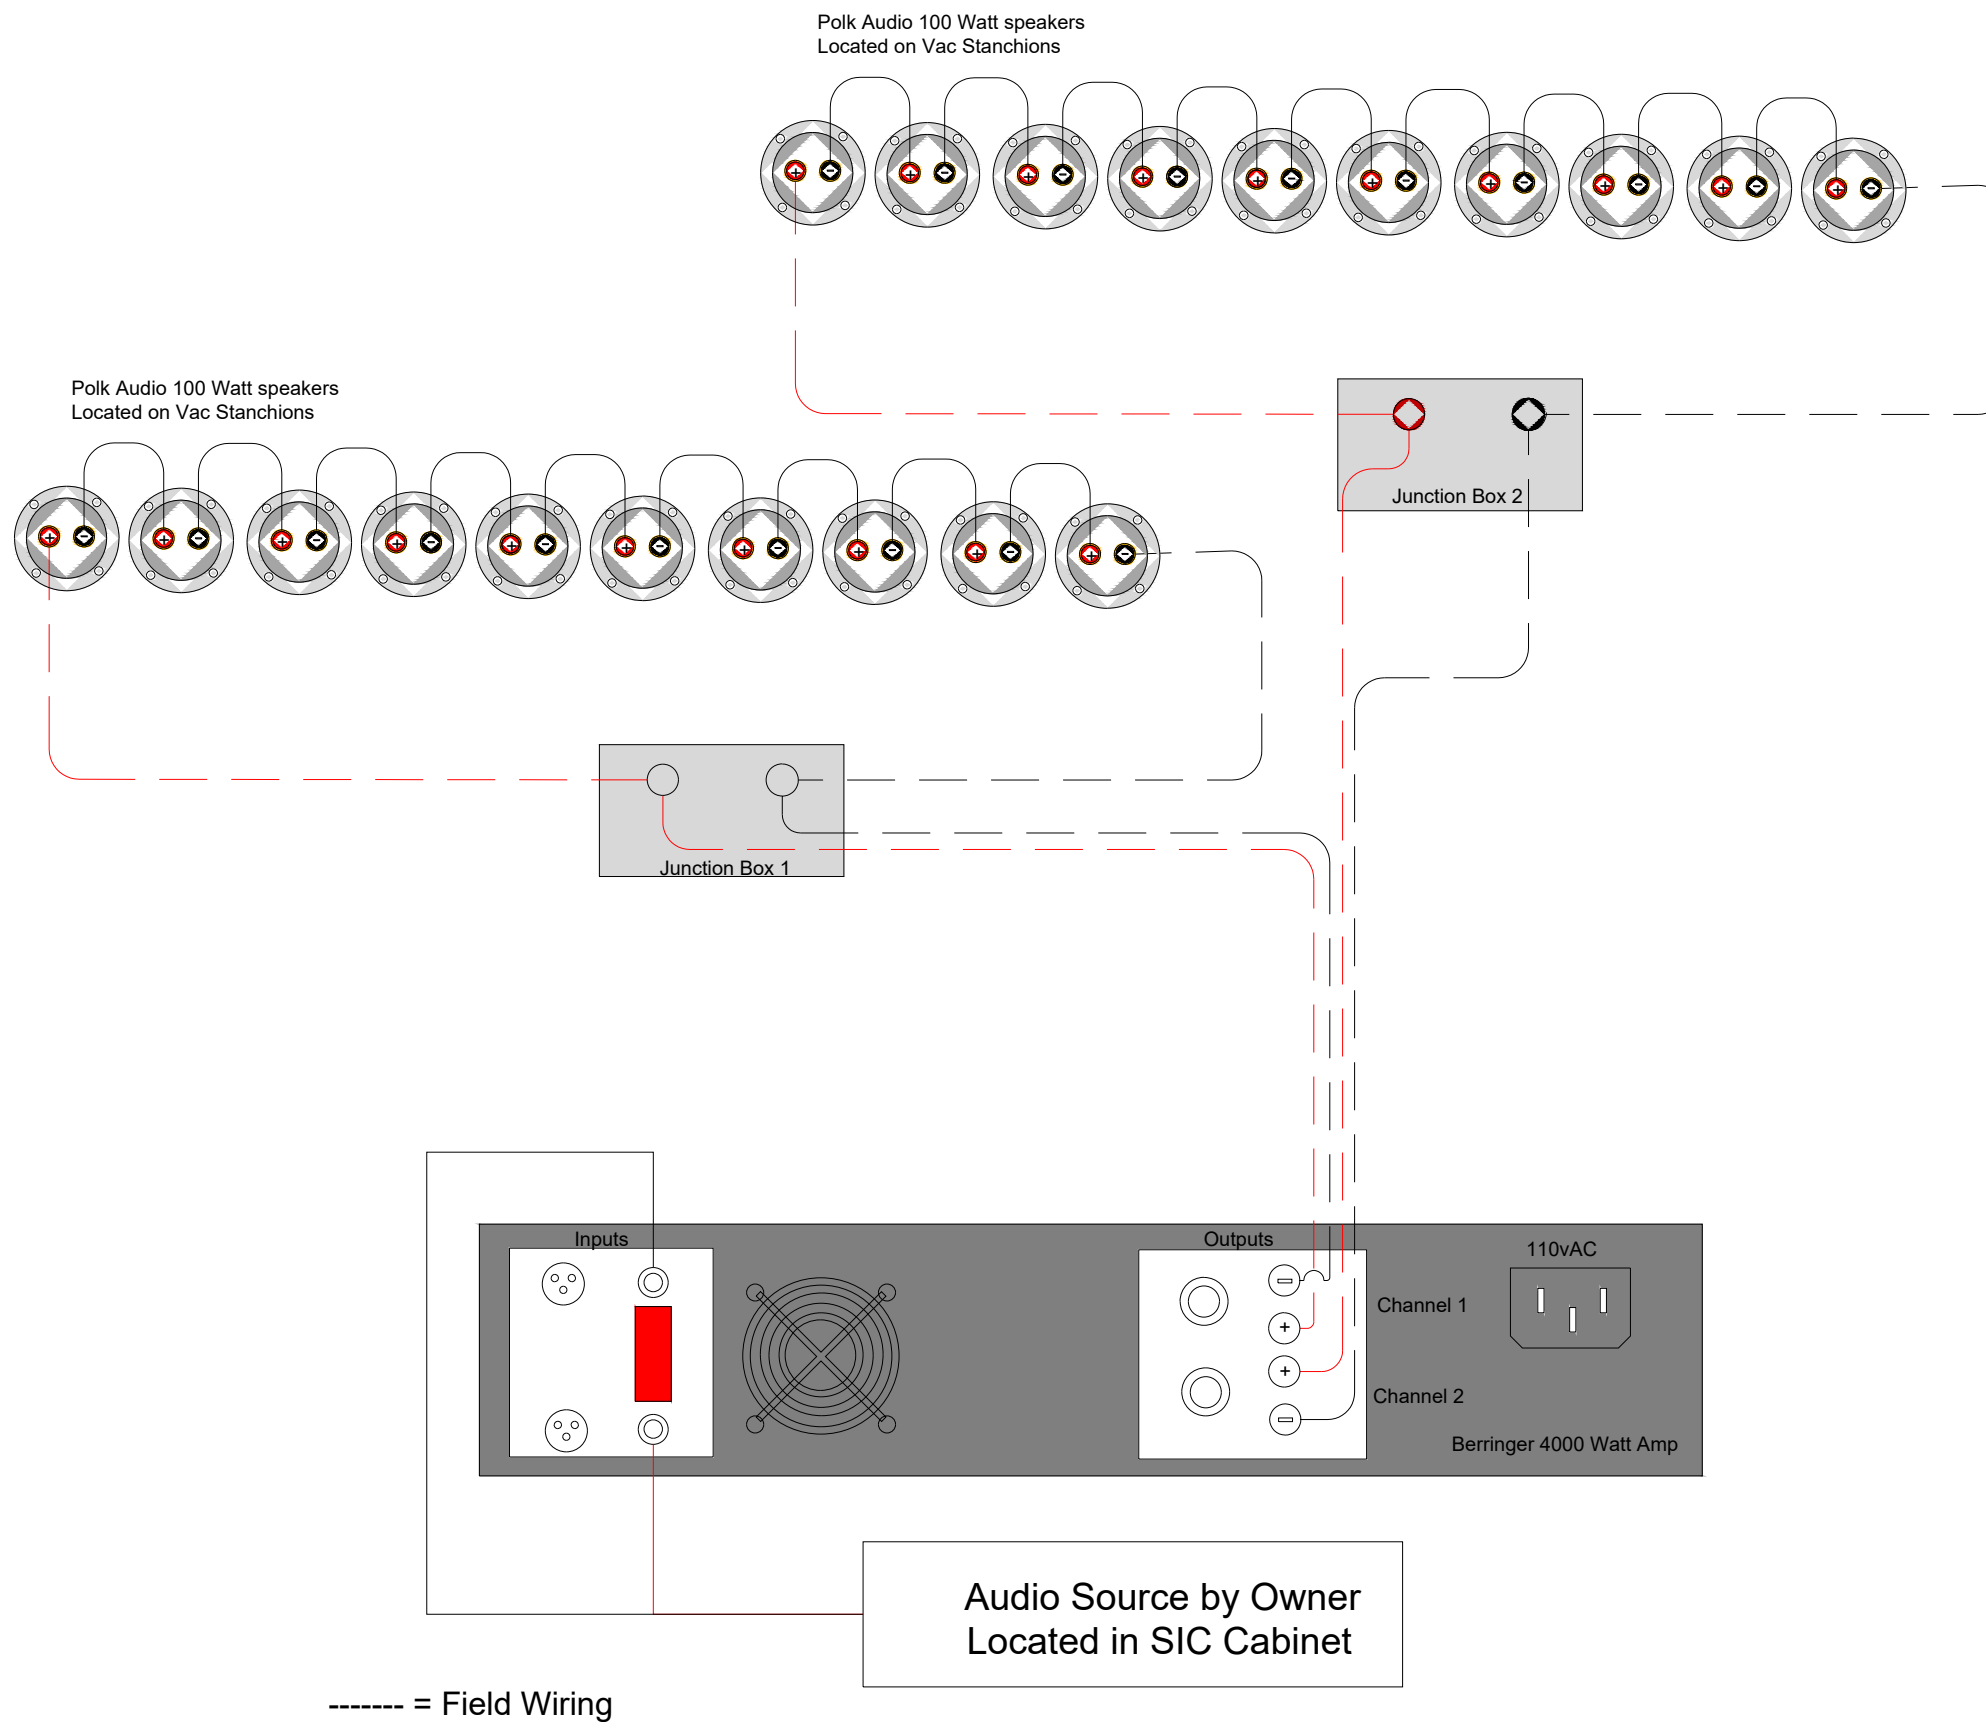 Polk Audio 100 Watt speakers
Located on Vac Stanchions
Polk Audio 100 Watt speakers
Located on Vac Stanchions
Junction Box 2
Junction Box 1
Inputs
Outputs
110vAC
Channel 1
Channel 2
Berringer 4000 Watt Amp
Audio Source by Owner
Located in SIC Cabinet
------- = Field Wiring